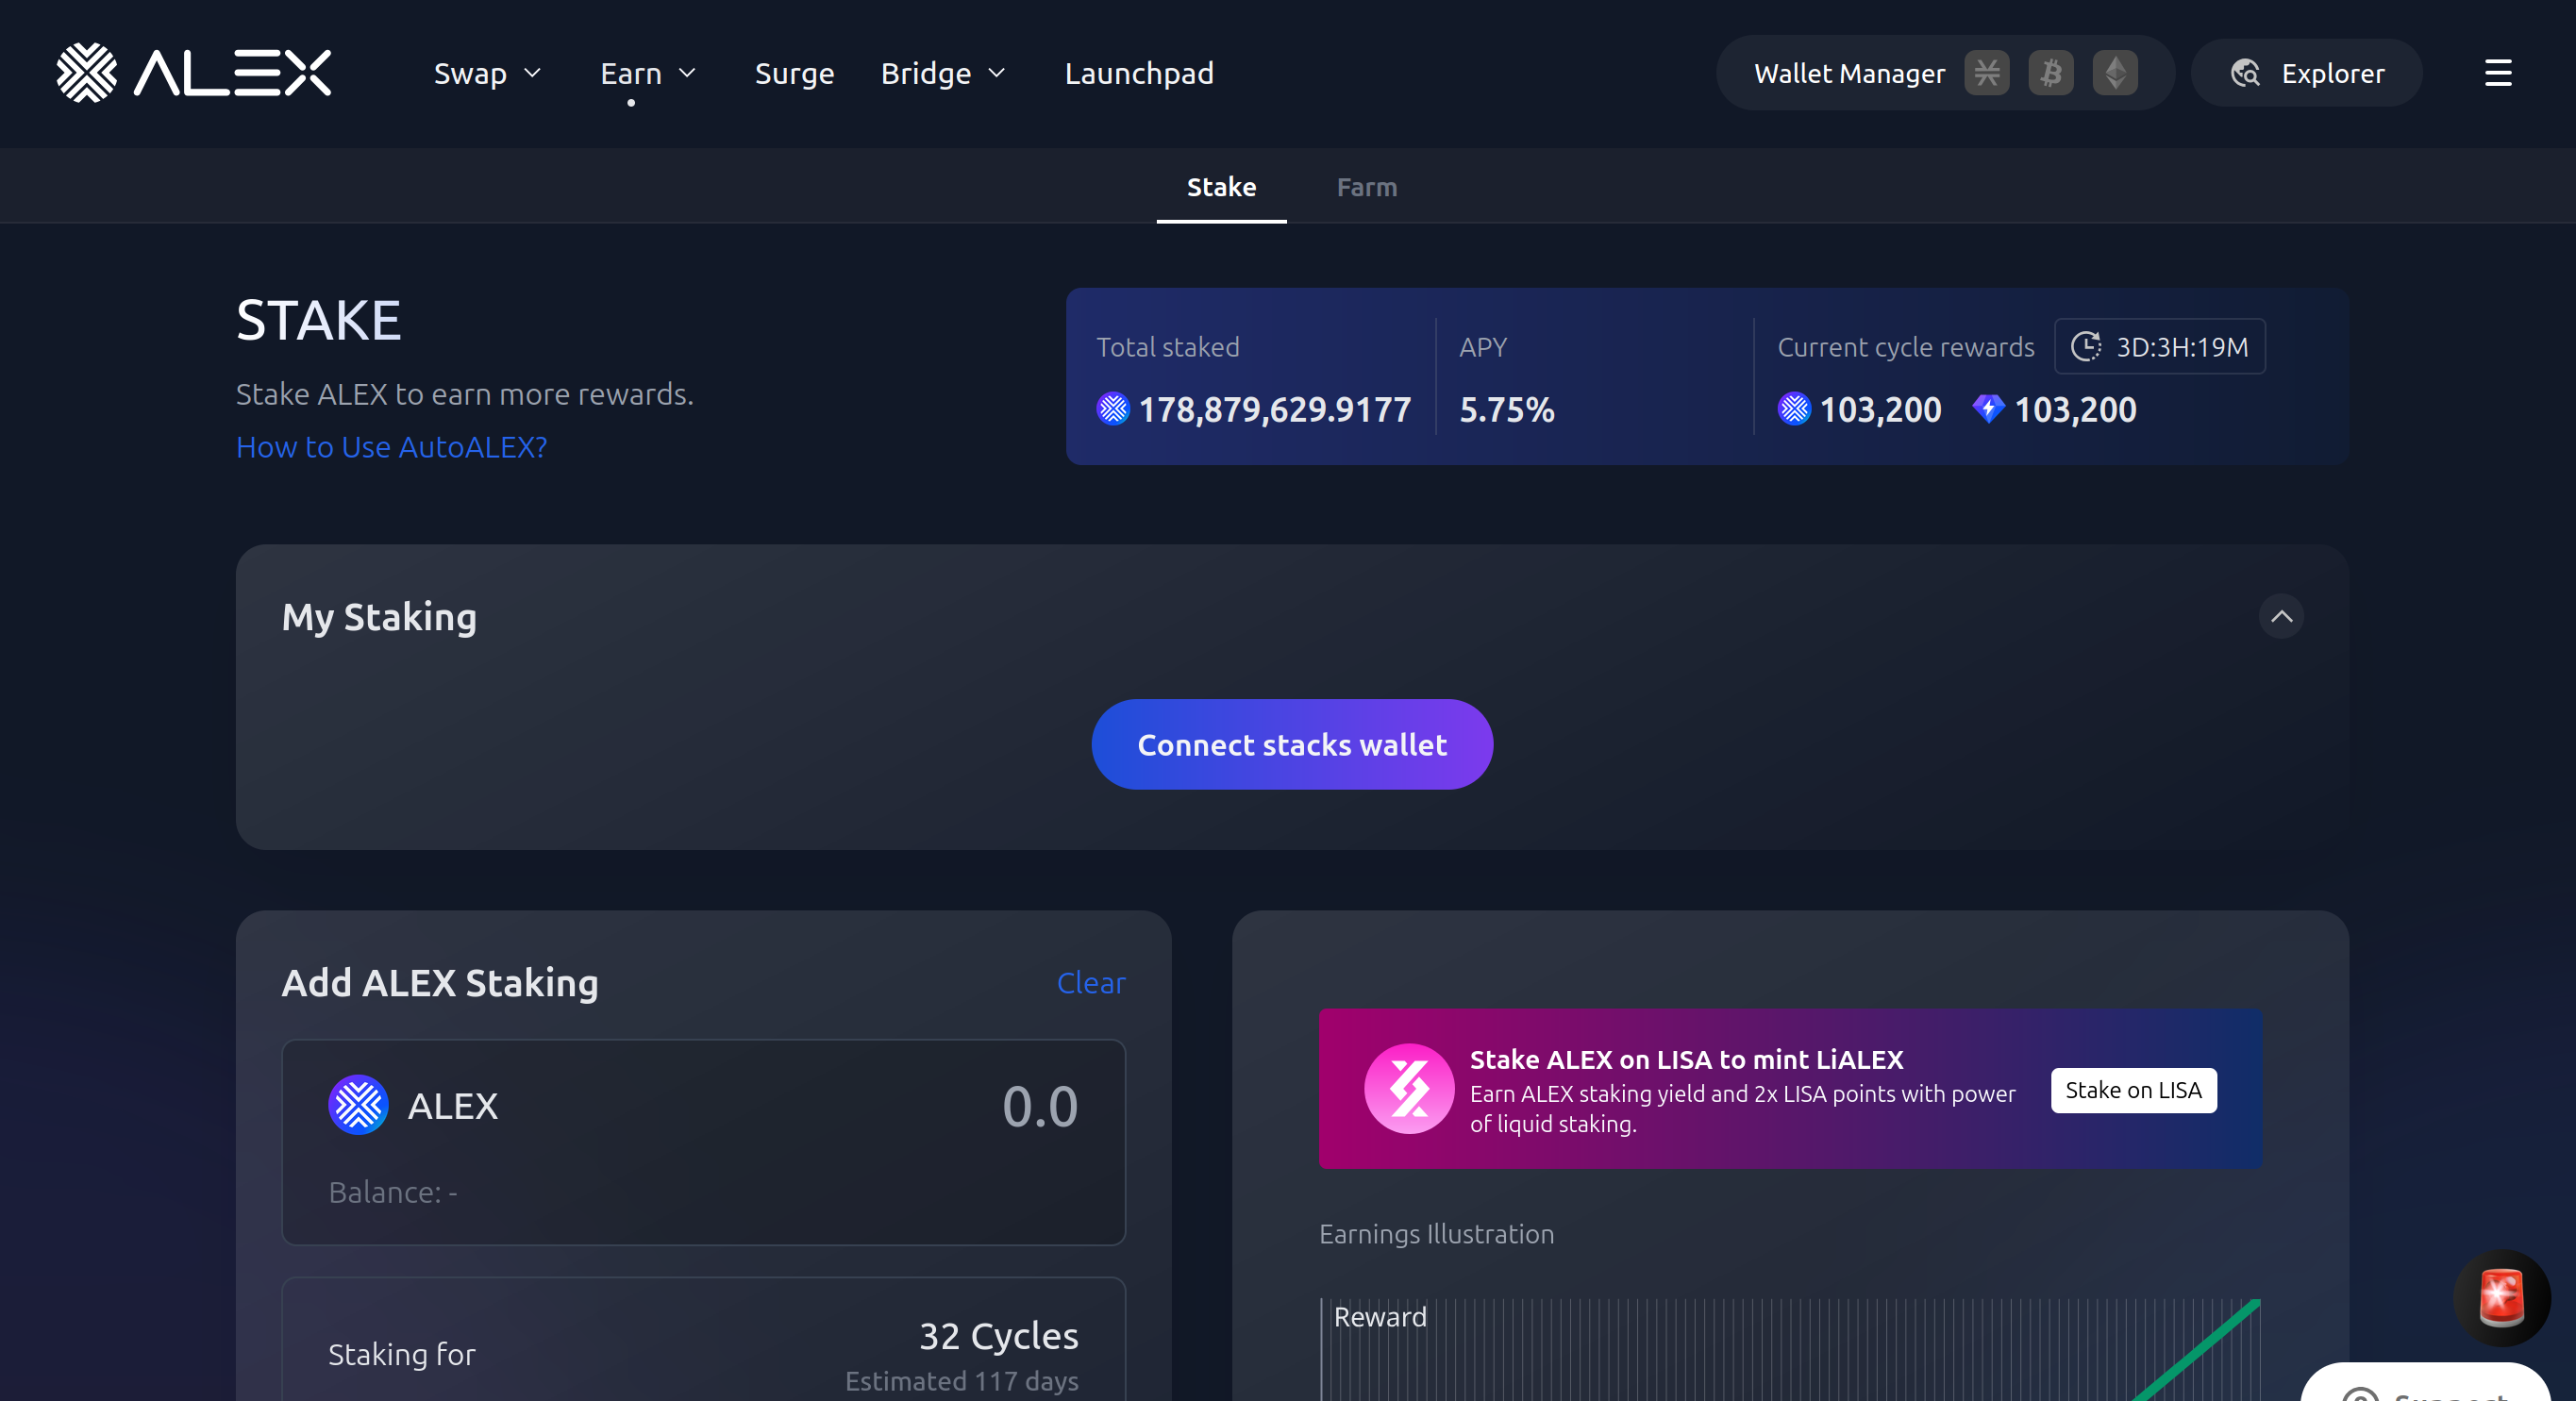 ALEX
Swap
Earn
Surge
Bridge
Launchpad
Wallet Manager
Explorer
Stake
Farm
STAKE
Stake ALEX to earn more rewards.
How to Use AutoALEX?
Total staked
178,879,629.9177
APY
5.75%
Current cycle rewards
3D:3H:19M
103,200
103,200
My Staking
Connect stacks wallet
Add ALEX Staking
Clear
ALEX
0.0
Balance: -
Staking for
32 Cycles
Estimated 117 days
Stake ALEX on LISA to mint LiALEX
Earn ALEX staking yield and 2x LISA points with power
of liquid staking.
Stake on LISA
Earnings Illustration
Reward